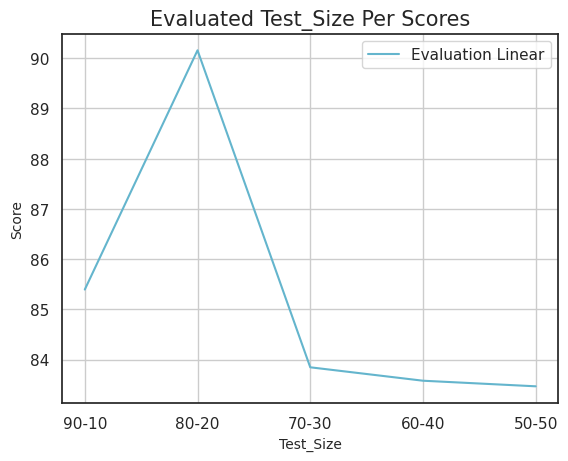 Evaluated Test_Size Per Scores
Evaluation Linear
90
89
88
87
86
85
84
Score
90-10 80-20 70-30 60-40 50-50
Test_Size